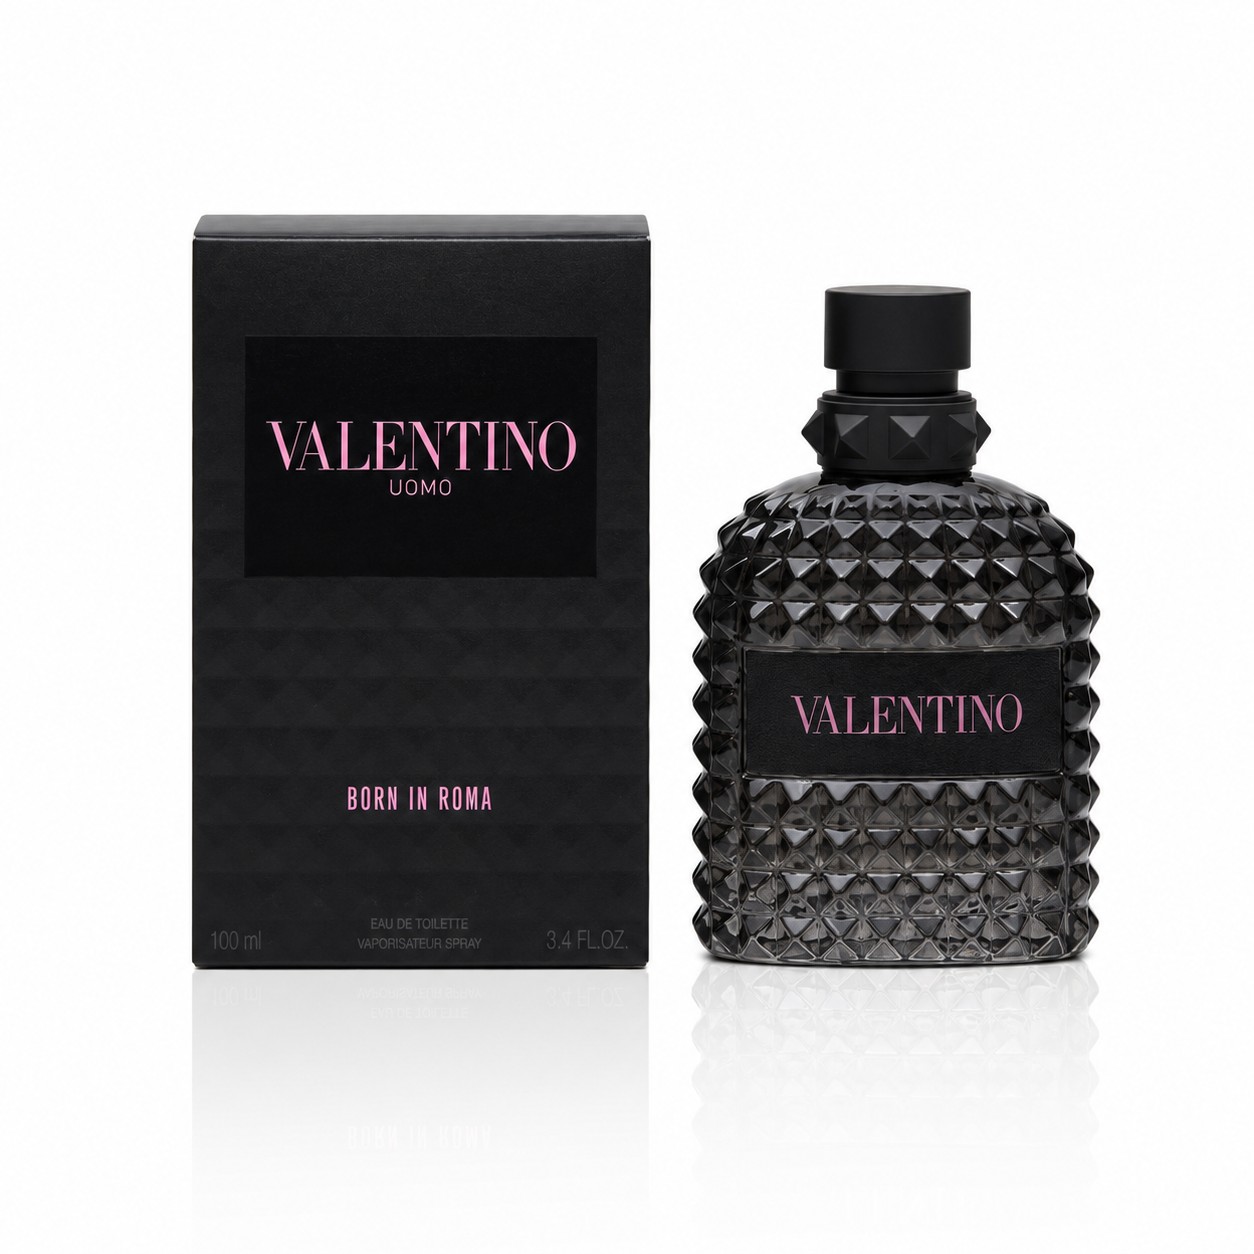 VALENTINO
UOMO
BORN IN ROMA
EAU DE TOILETTE
100 ml VAPORISATEUR SPRAY 3.4 FL.OZ.
VALENTINO